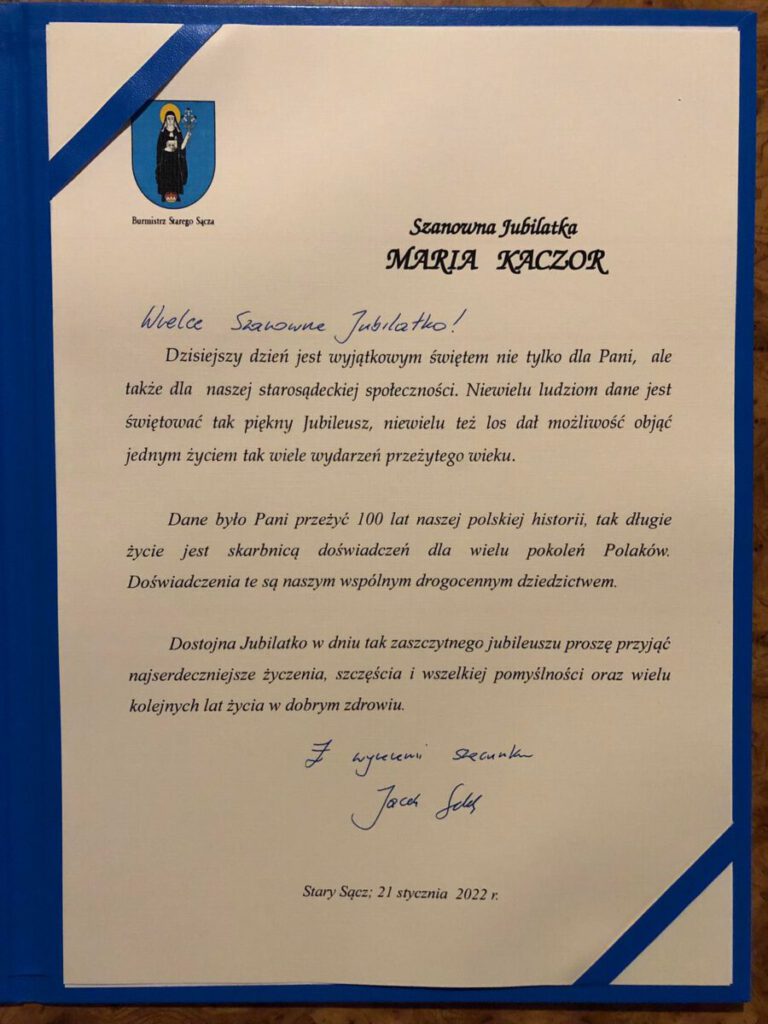 Burmistrz Starego Sącza
Szanowna Jubilatka
MARIA KACZOR
Wielce Szanowna Jubilatko!
Dzisiejszy dzień jest wyjątkowym świętem nie tylko dla Pani, ale
także dla naszej starosądeckiej społeczności. Niewielu ludziom dane jest
świętować tak piękny Jubileusz, niewielu też los dał możliwość objąć
jednym życiem tak wiele wydarzeń przeżytego wieku.
Dane było Pani przeżyć 100 lat naszej polskiej historii, tak długie
życie jest skarbnicą doświadczeń dla wielu pokoleń Polaków.
Doświadczenia te są naszym wspólnym drogocennym dziedzictwem.
Dostojna Jubilatko w dniu tak zaszczytnego jubileuszu proszę przyjąć
najserdeczniejsze życzenia, szczęścia i wszelkiej pomyślności oraz wielu
kolejnych lat życia w dobrym zdrowiu.
Z wyrazami szacunku
Jacek
Stary Sącz; 21 stycznia 2022 r.